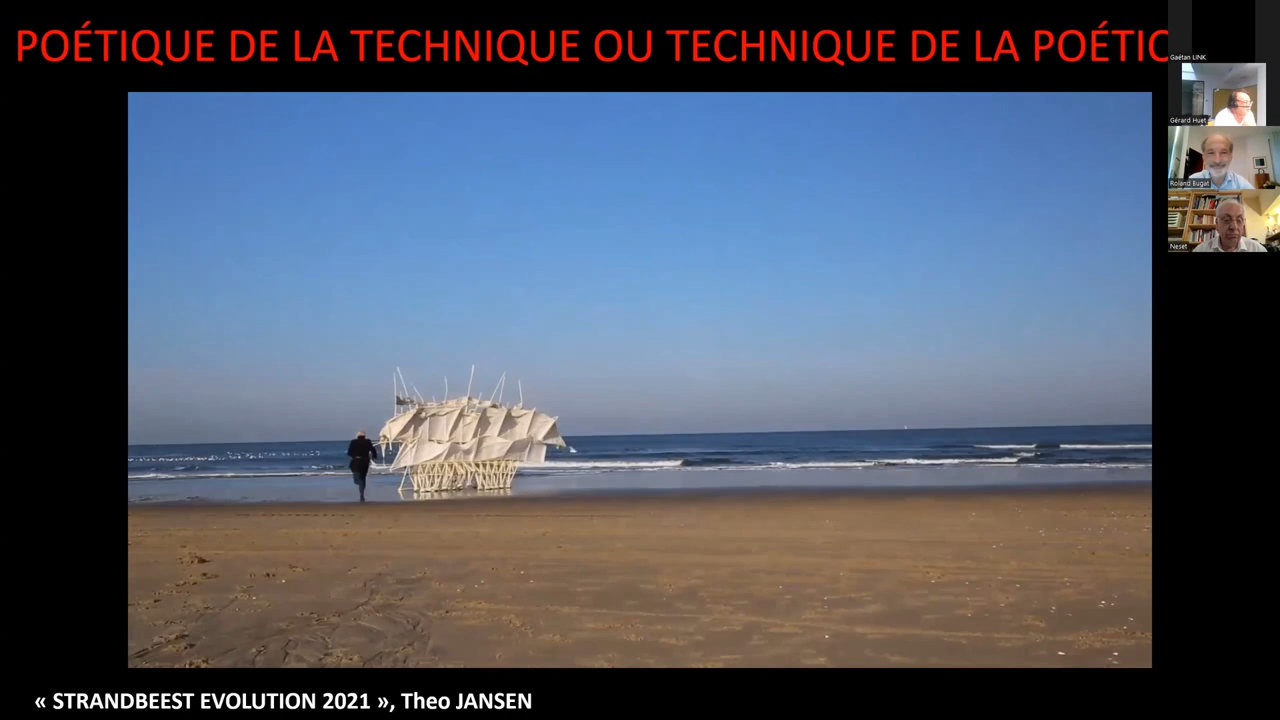 POÉTIQUE DE LA TECHNIQUE OU TECHNIQUE DE LA POÉTIC
Gaétan LINK
Gérard Huet
Roland Bugat
Neset
« STRANDBEEST EVOLUTION 2021 », Theo JANSEN